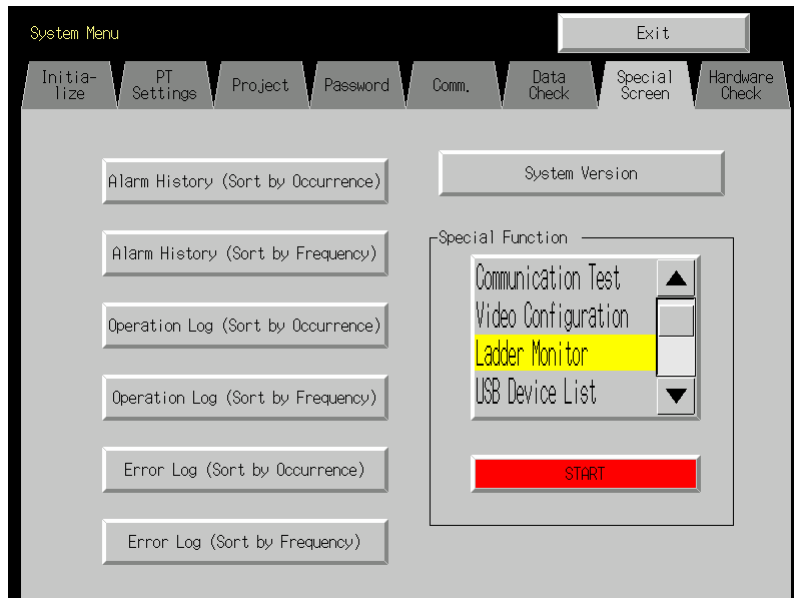 System Menu
Exit
Initia-
lize
PT
Settings
Project
Password
Comm.
Data
Check
Special
Screen
Hardware
Check
Alarm History (Sort by Occurrence)
Alarm History (Sort by Frequency)
Operation Log (Sort by Occurrence)
Operation Log (Sort by Frequency)
Error Log (Sort by Occurrence)
Error Log (Sort by Frequency)
System Version
Special Function
Communication Test
Video Configuration
Ladder Monitor
USB Device List
START